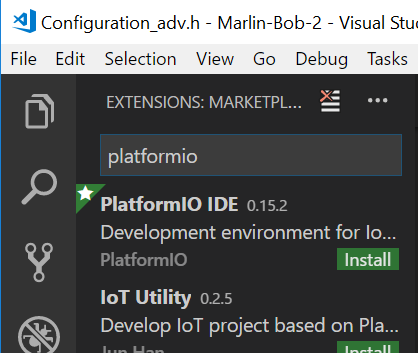 Configuration_adv.h - Marlin-Bob-2 - Visual Stu
File Edit Selection View Go Debug Tasks
EXTENSIONS: MARKETPL...
platformio
PlatformIO IDE 0.15.2
Development environment for Io...
PlatformIO Install
IoT Utility 0.2.5
Develop IoT project based on Pla...
Jun Han Install